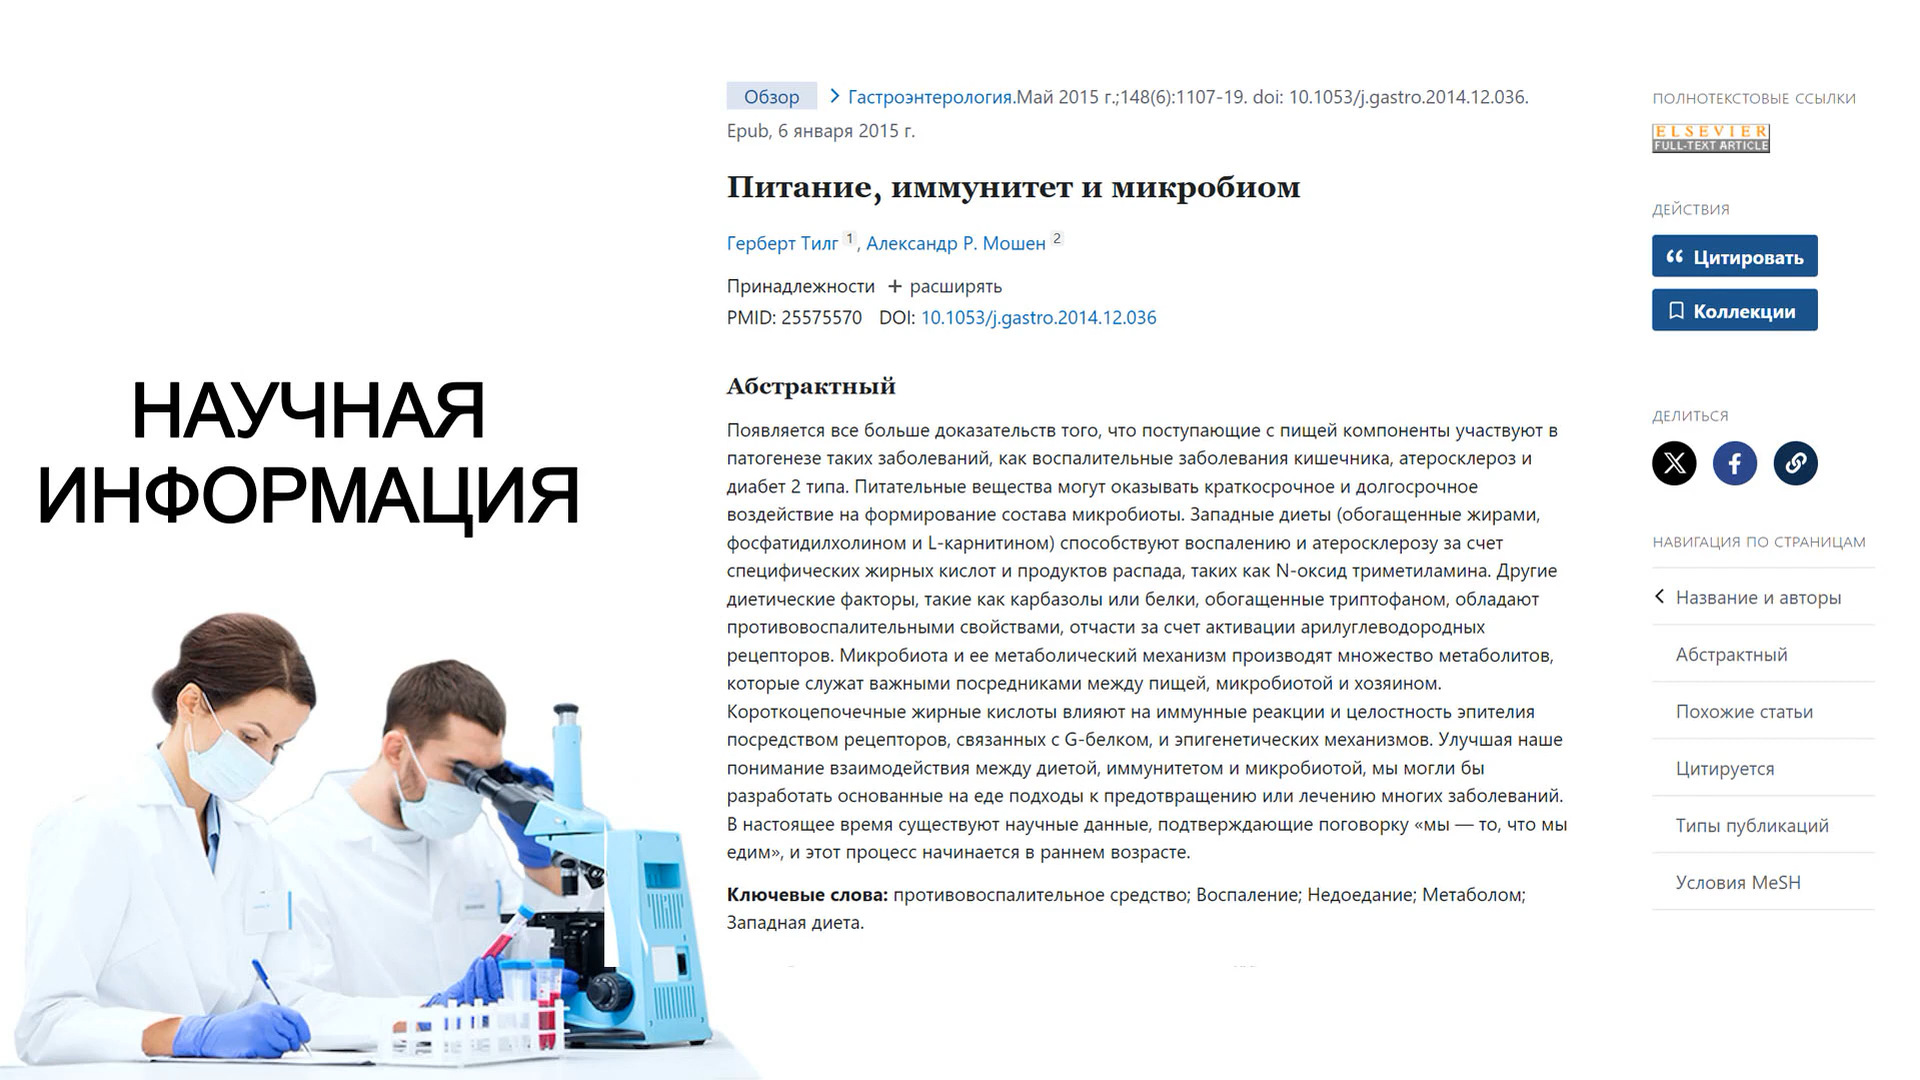 НАУЧНАЯ
ИНФОРМАЦИЯ
Обзор > Гастроэнтерология.Май 2015 г.;148(6):1107-19. doi: 10.1053/j.gastro.2014.12.036.
Epub, 6 января 2015 г.
Питание, иммунитет и микробиом
Герберт Тилг 1, Александр Р. Мошен 2
Принадлежности + расширять
PMID: 25575570 DOI: 10.1053/j.gastro.2014.12.036
Абстрактный
Появляется все больше доказательств того, что поступающие с пищей компоненты участвуют в
патогенезе таких заболеваний, как воспалительные заболевания кишечника, атеросклероз и
диабет 2 типа. Питательные вещества могут оказывать краткосрочное и долгосрочное
воздействие на формирование состава микробиоты. Западные диеты (обогащенные жирами,
фосфатидилхолином и L-карнитином) способствуют воспалению и атеросклерозу за счет
специфических жирных кислот и продуктов распада, таких как N-оксид триметиламина. Другие
диетические факторы, такие как карбазолы или белки, обогащенные триптофаном, обладают
противовоспалительными свойствами, отчасти за счет активации арилуглеводородных
рецепторов. Микробиота и ее метаболический механизм производят множество метаболитов,
которые служат важными посредниками между пищей, микробиотой и хозяином.
Короткоцепочечные жирные кислоты влияют на иммунные реакции и целостность эпителия
посредством рецепторов, связанных с G-белком, и эпигенетических механизмов. Улучшая наше
понимание взаимодействия между диетой, иммунитетом и микробиотой, мы могли бы
разработать основанные на еде подходы к предотвращению или лечению многих заболеваний.
В настоящее время существуют научные данные, подтверждающие поговорку «мы — то, что мы
едим», и этот процесс начинается в раннем возрасте.
Ключевые слова: противовоспалительное средство; Воспаление; Недоедание; Метаболом;
Западная диета.
ПОЛНОТЕКСТОВЫЕ ССЫЛКИ
ELSEVIER
FULL-TEXT ARTICLE
ДЕЙСТВИЯ
Цитировать
Коллекции
ДЕЛИТЬСЯ
НАВИГАЦИЯ ПО СТРАНИЦАМ
Название и авторы
Абстрактный
Похожие статьи
Цитируется
Типы публикаций
Условия MeSH